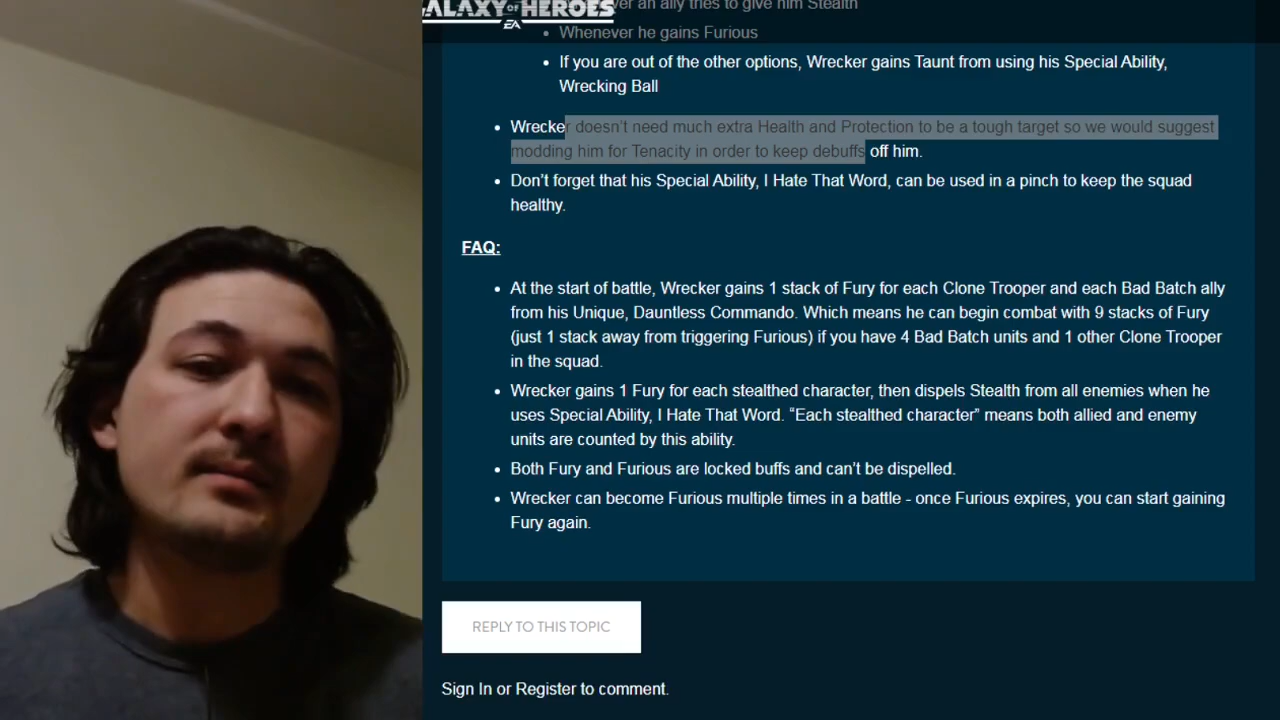 GALAXY OF HEROES
EA
ever an ally tries to give him Stealth
Whenever he gains Furious
If you are out of the other options, Wrecker gains Taunt from using his Special Ability,
Wrecking Ball
Wrecker doesn't need much extra Health and Protection to be a tough target so we would suggest
modding him for Tenacity in order to keep debuffs off him.
Don't forget that his Special Ability, I Hate That Word, can be used in a pinch to keep the squad
healthy.
FAQ:
At the start of battle, Wrecker gains 1 stack of Fury for each Clone Trooper and each Bad Batch ally
from his Unique, Dauntless Commando. Which means he can begin combat with 9 stacks of Fury
(just 1 stack away from triggering Furious) if you have 4 Bad Batch units and 1 other Clone Trooper
in the squad.
Wrecker gains 1 Fury for each stealthed character, then dispels Stealth from all enemies when he
uses Special Ability, I Hate That Word. “Each stealthed character” means both allied and enemy
units are counted by this ability.
Both Fury and Furious are locked buffs and can't be dispelled.
Wrecker can become Furious multiple times in a battle - once Furious expires, you can start gaining
Fury again.
REPLY TO THIS TOPIC
Sign In or Register to comment.